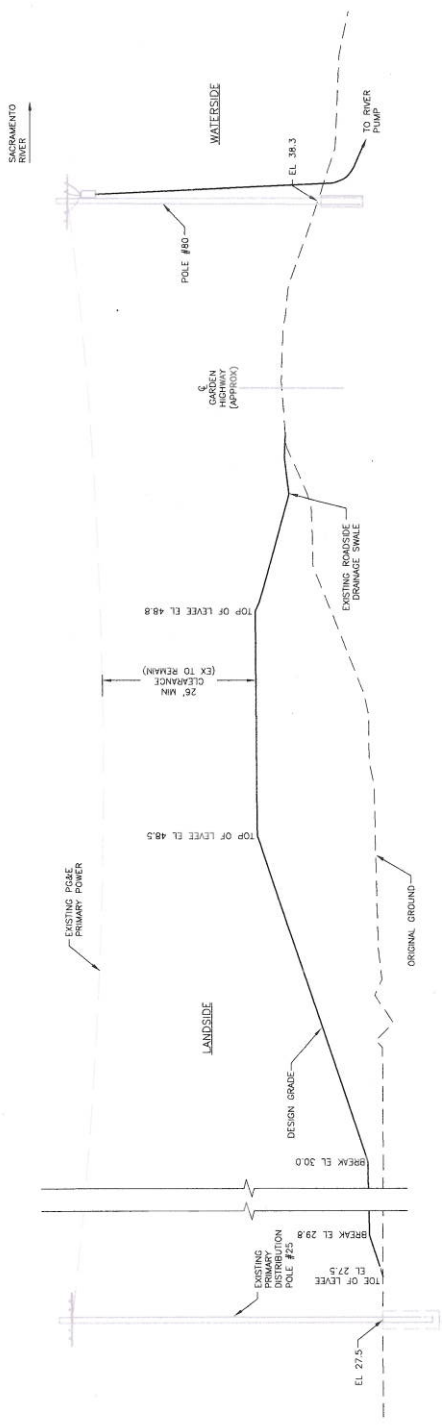 SACRAMENTO
RIVER
WATERSIDE
POLE #80
EL 38.3
TO RIVER
PUMP
℄
GARDEN
HIGHWAY
(APPROX)
EXISTING ROADSIDE
DRAINAGE SWALE
TOP OF LEVEE EL 48.8
26' MIN
CLEARANCE
(EX TO REMAIN)
TOP OF LEVEE EL 48.5
EXISTING PG&E
PRIMARY POWER
ORIGINAL GROUND
LANDSIDE
DESIGN GRADE
BREAK EL 30.0
BREAK EL 29.8
TOE OF LEVEE
EL 27.5
EXISTING
PRIMARY
DISTRIBUTION
POLE #25
EL 27.5